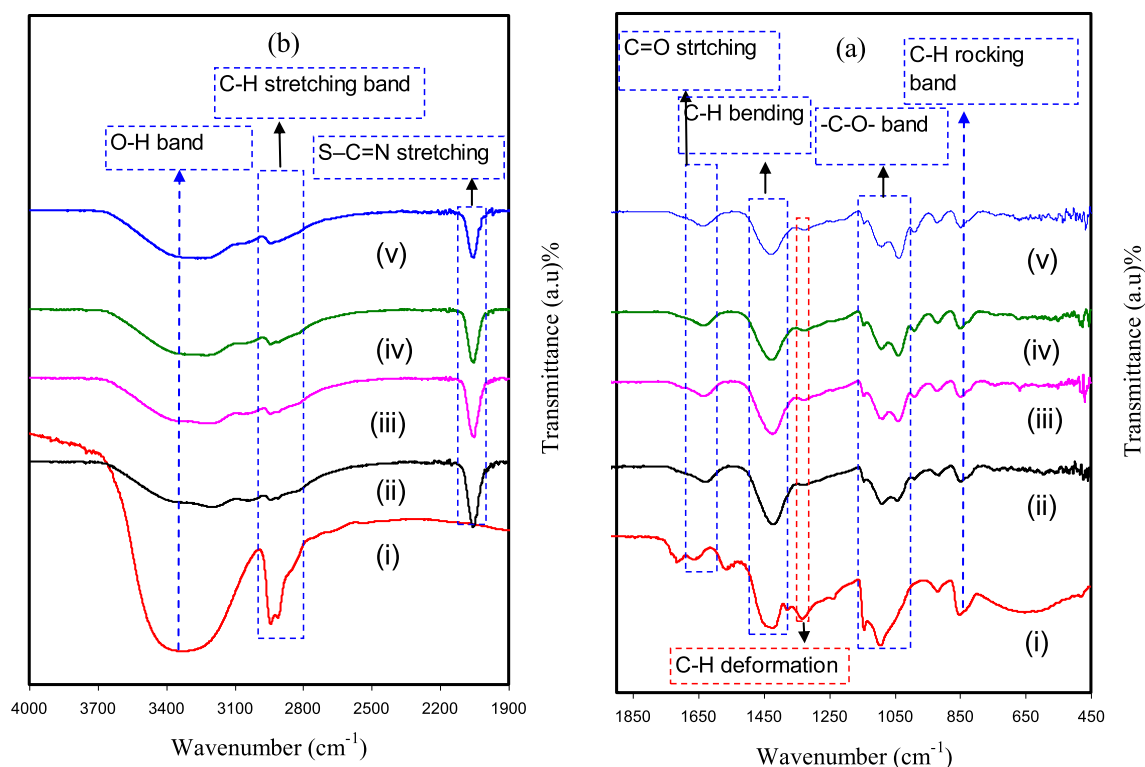 (b)
C-H stretching band
O-H band
S–C=N stretching
(v)
(iv)
(iii)
(ii)
(i)
4000 3700 3400 3100 2800 2500 2200 1900
Wavenumber (cm-1)
Transmittance (a.u)%
(a)
C=O strtching
C-H rocking
band
C-H bending
-C-O- band
(v)
(iv)
(iii)
(ii)
(i)
C-H deformation
1850 1650 1450 1250 1050 850 650 450
Wavenumber (cm-1)
Transmittance (a.u)%